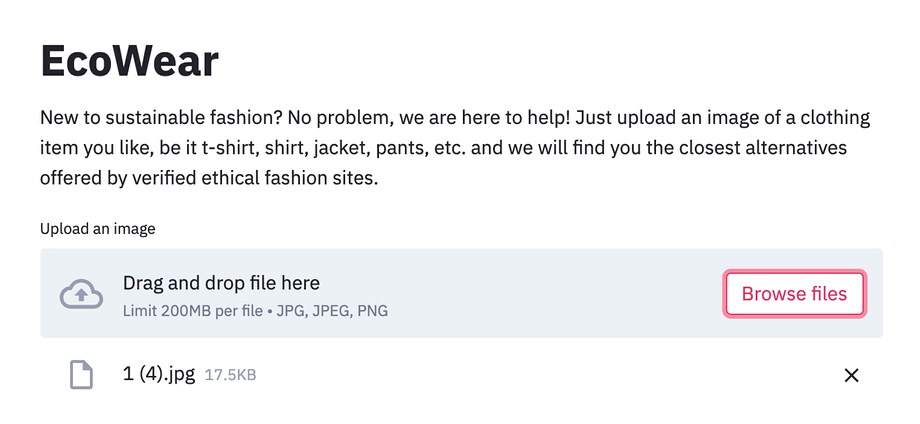 EcoWear
New to sustainable fashion? No problem, we are here to help! Just upload an image of a clothing
item you like, be it t-shirt, shirt, jacket, pants, etc. and we will find you the closest alternatives
offered by verified ethical fashion sites.
Upload an image
Drag and drop file here
Limit 200MB per file • JPG, JPEG, PNG
Browse files
1 (4).jpg 17.5KB